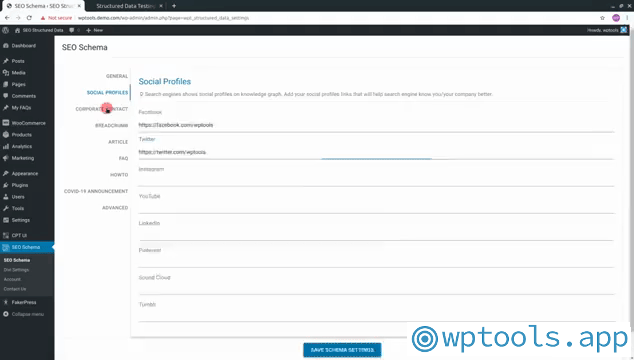 SEO Schema ‹ SEO Struct
Structured Data Testing
Not secure
wptools.demo.com/wp-admin/admin.php?page=
SEO Structured Data
+ New
Howdy, wptools
Dashboard
Posts
Media
Pages
Comments
My FAQs
WooCommerce
Products
Analytics
Marketing
Appearance
Plugins
Users
Tools
Settings
CPT UI
SEO Schema
SEO Schema
Divi Settings
Account
Contact Us
FakerPress
Collapse menu
SEO Schema
GENERAL
SOCIAL PROFILES
CORPORATE CONTACT
BREADCRUMB
ARTICLE
FAQ
HOWTO
COVID-19 ANNOUNCEMENT
ADVANCED
Social Profiles
Search engines shows social profiles on knowledge graph. Add your social profiles links that will help search engine know you/your company better.
Facebook
https://facebook.com/wptools
Twitter
https://twitter.com/wptools
Instagram
YouTube
LinkedIn
Pinterest
Sound Cloud
Tumblr
SAVE SCHEMA SETTINGS
@wptools.app